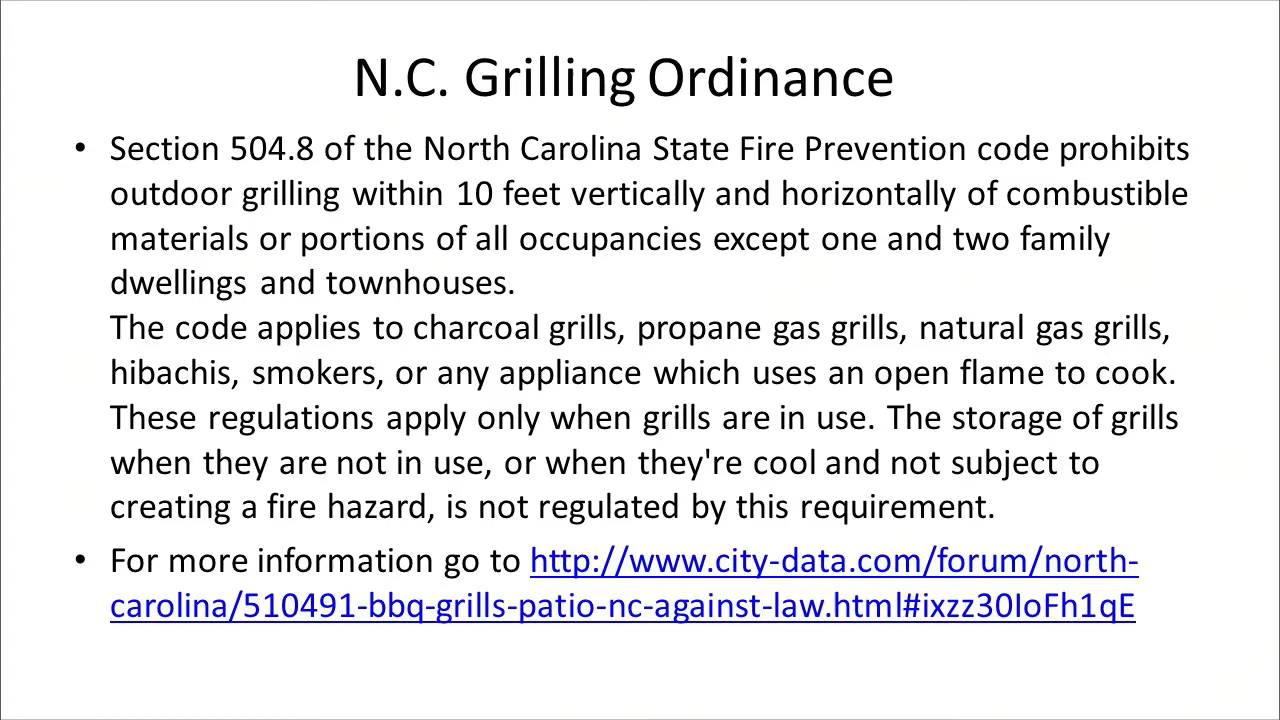 N.C. Grilling Ordinance
• Section 504.8 of the North Carolina State Fire Prevention code prohibits
outdoor grilling within 10 feet vertically and horizontally of combustible
materials or portions of all occupancies except one and two family
dwellings and townhouses.
The code applies to charcoal grills, propane gas grills, natural gas grills,
hibachis, smokers, or any appliance which uses an open flame to cook.
These regulations apply only when grills are in use. The storage of grills
when they are not in use, or when they're cool and not subject to
creating a fire hazard, is not regulated by this requirement.
• For more information go to http://www.city-data.com/forum/north-
carolina/510491-bbq-grills-patio-nc-against-law.html#ixzz30IoFh1qE